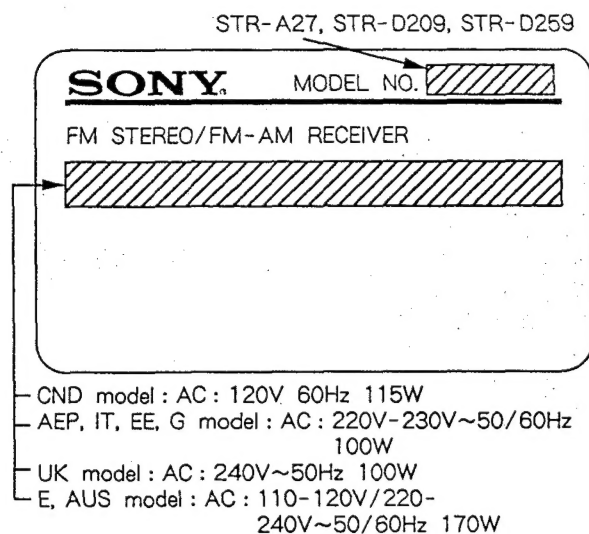 STR-A27, STR-D209, STR-D259
SONY. MODEL NO.
FM STEREO/FM-AM RECEIVER
CND model : AC : 120V 60Hz 115W
AEP, IT, EE, G model : AC : 220V-230V~50/60Hz
100W
UK model : AC : 240V~50Hz 100W
E, AUS model : AC : 110-120V/220-
240V~50/60Hz 170W